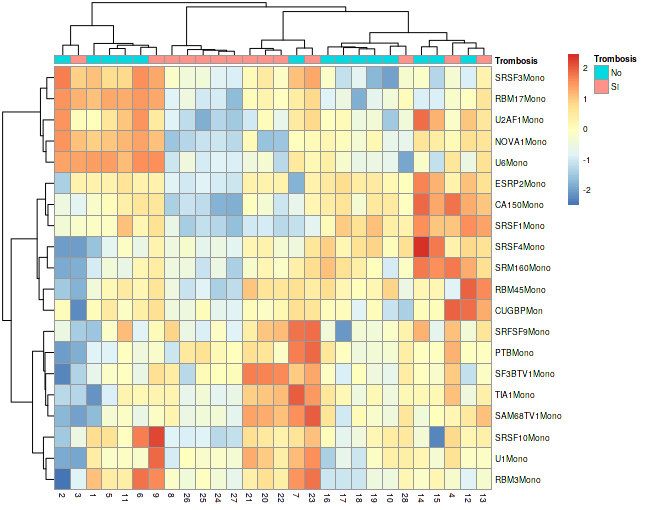 Trombosis
SRSF3Mono
RBM17Mono
U2AF1Mono
NOVA1Mono
U6Mono
ESRP2Mono
CA150Mono
SRSF1Mono
SRSF4Mono
SRM160Mono
RBM45Mono
CUGBPMon
SRFSF9Mono
PTBMono
SF3BTV1Mono
TIA1Mono
SAM68TV1Mono
SRSF10Mono
U1Mono
RBM3Mono
2 3 1 5 11 6 9 8 26 25 24 27 21 20 22 7 23 16 17 18 19 10 28 14 15 4 12 13
2
1
0
-1
-2
Trombosis
No
SI